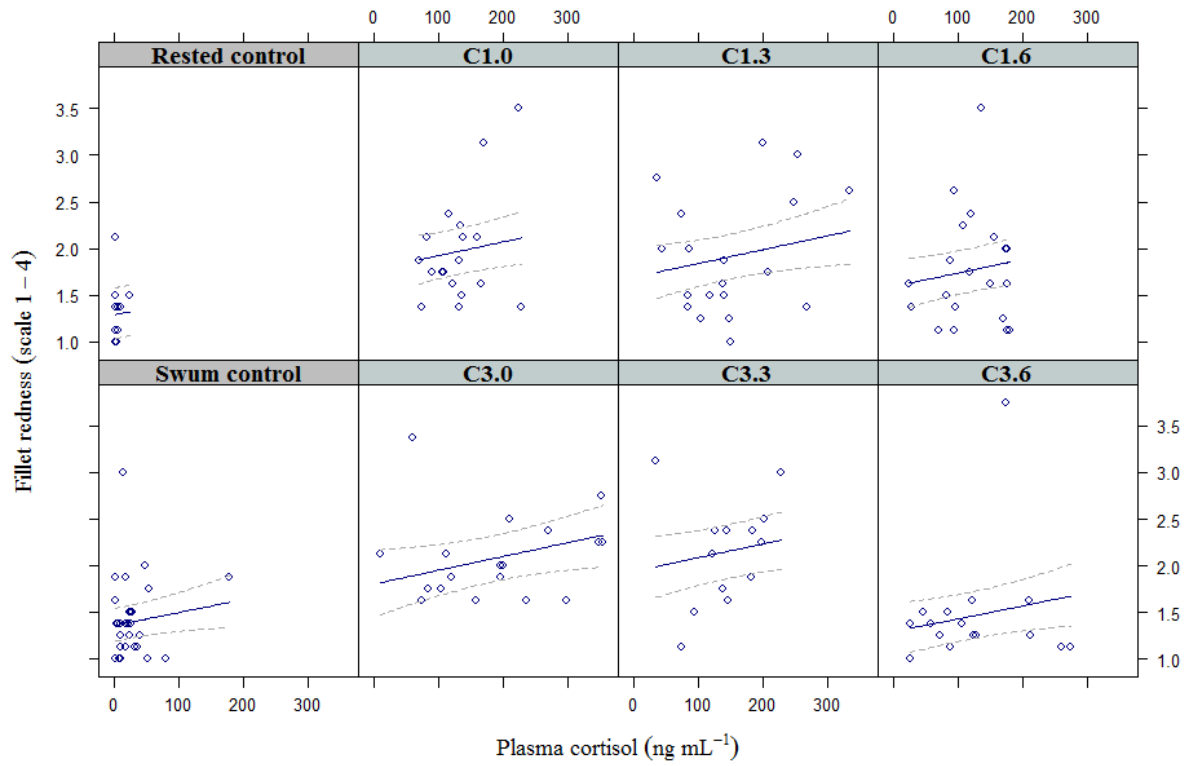 0 100 200 300 0 100 200 300
Rested control C1.0 C1.3 C1.6
3.5
3.0
2.5
2.0
1.5
1.0
Swum control C3.0 C3.3 C3.6
3.5
3.0
2.5
2.0
1.5
1.0
0 100 200 300 0 100 200 300
Fillet redness (scale 1 – 4)
Plasma cortisol (ng mL⁻¹)